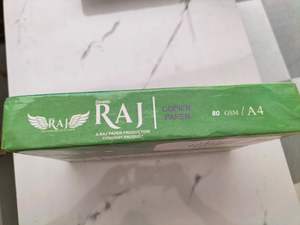 RAJ
RAJ
A RAJ PAPER PRODUCTION
COPIER
PAPER
80 GSM / A4